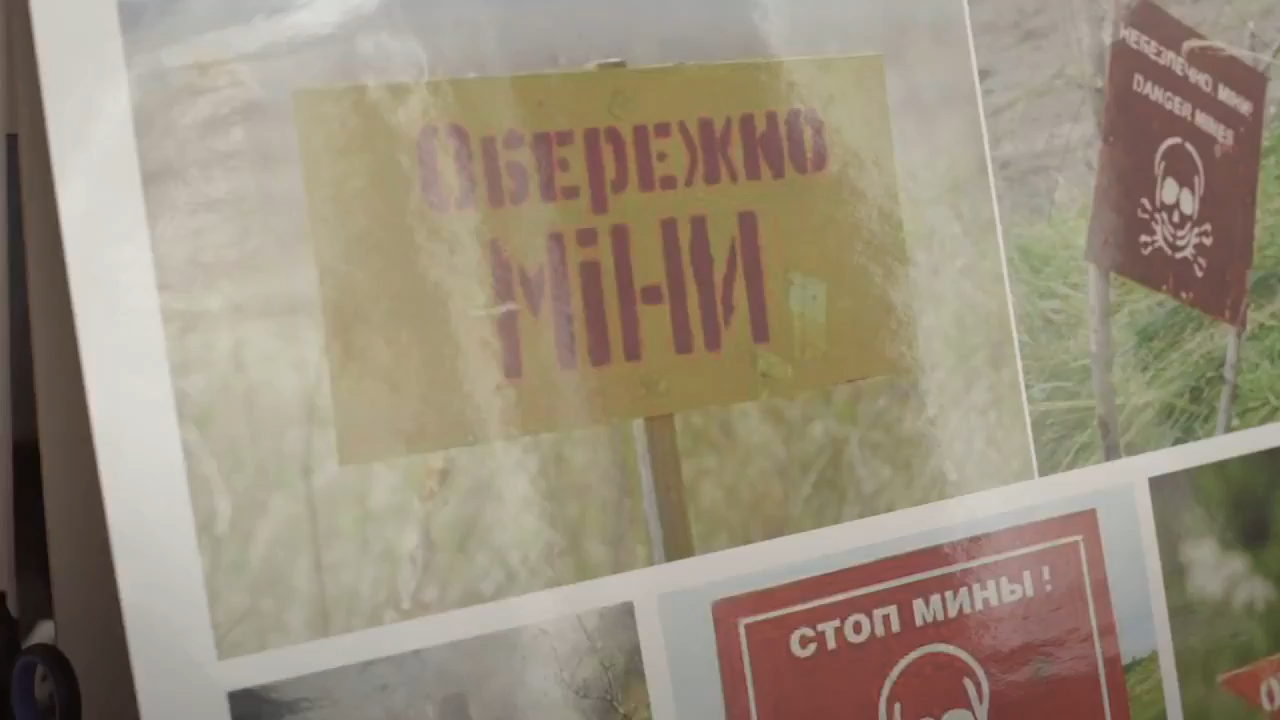 Обережно
МІНИ
НЕБЕЗПЕЧНО, МІНИ!
DANGER MINES
СТОП МИНЫ!